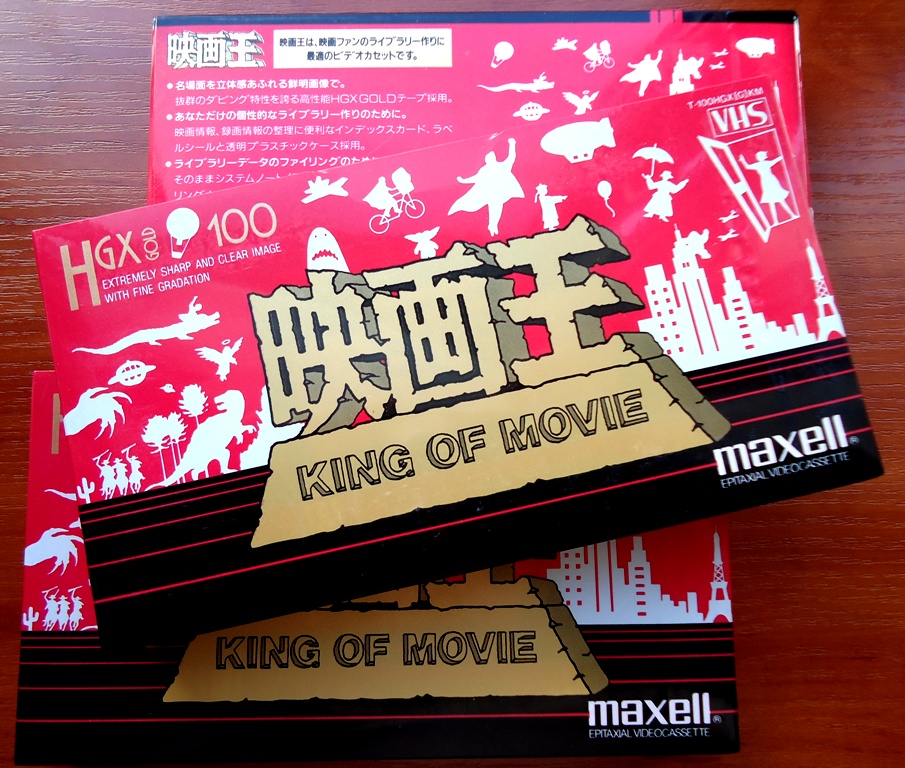 映画王
映画王は、映画ファンのライブラリー作りに
最適のビデオカセットです。
●名場面を立体感あふれる鮮明画像で。
抜群のダビング特性を誇る高性能HGX GOLDテープ採用。
●あなただけの個性的なライブラリー作りのために。
映画情報、録画情報の整理に便利なインデックスカード、ラベ
ルシールと透明プラスチックケース採用。
●ライブラリーデータのファイリングのために
そのままシステムノート
リング
T-100HGX(G)KM
VHS
HGX GOLD 100
EXTREMELY SHARP AND CLEAR IMAGE
WITH FINE GRADATION
映画王
KING OF MOVIE
maxell®
EPITAXIAL VIDEOCASSETTE
KING OF MOVIE
maxell®
EPITAXIAL VIDEOCASSETTE